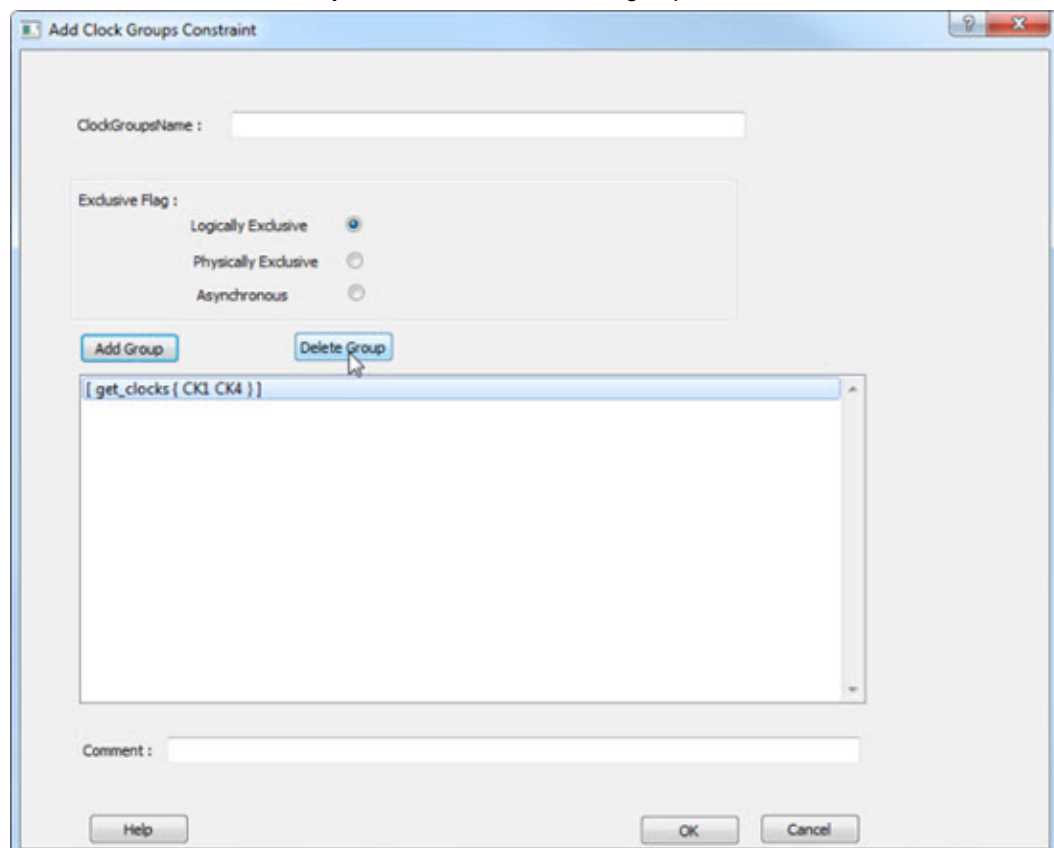 Add Clock Groups Constraint
ClockGroupsName :
Exclusive Flag :
Logically Exclusive
Physically Exclusive
Asynchronous
Add Group Delete Group
[ get_clocks { CK1 CK4 } ]
Comment :
Help OK Cancel